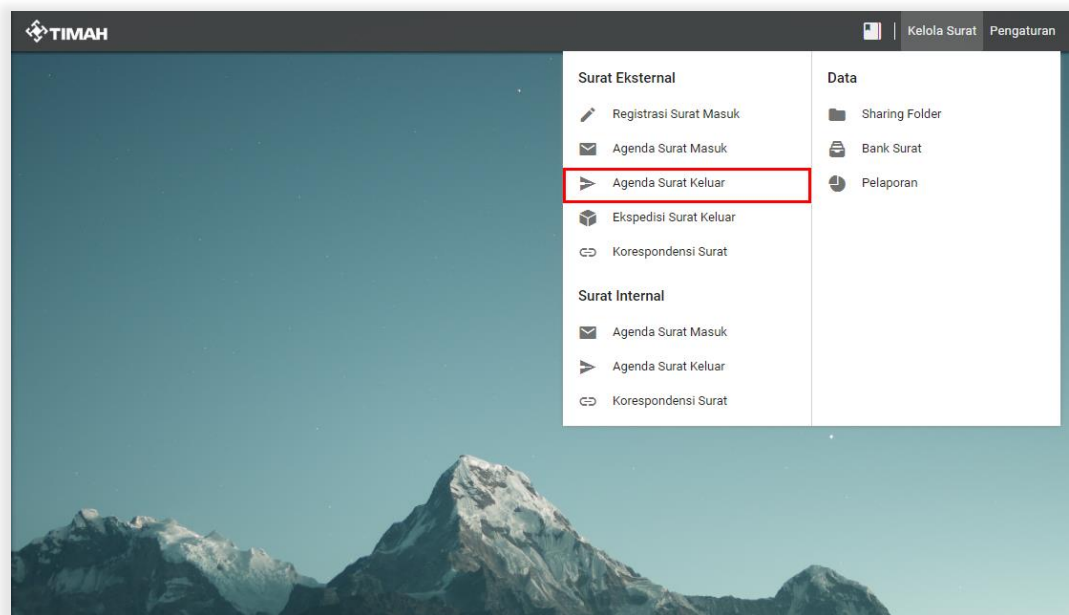 TIMAH
Kelola Surat
Pengaturan
Surat Eksternal
Registrasi Surat Masuk
Agenda Surat Masuk
Agenda Surat Keluar
Ekspedisi Surat Keluar
Korespondensi Surat
Surat Internal
Agenda Surat Masuk
Agenda Surat Keluar
Korespondensi Surat
Data
Sharing Folder
Bank Surat
Pelaporan